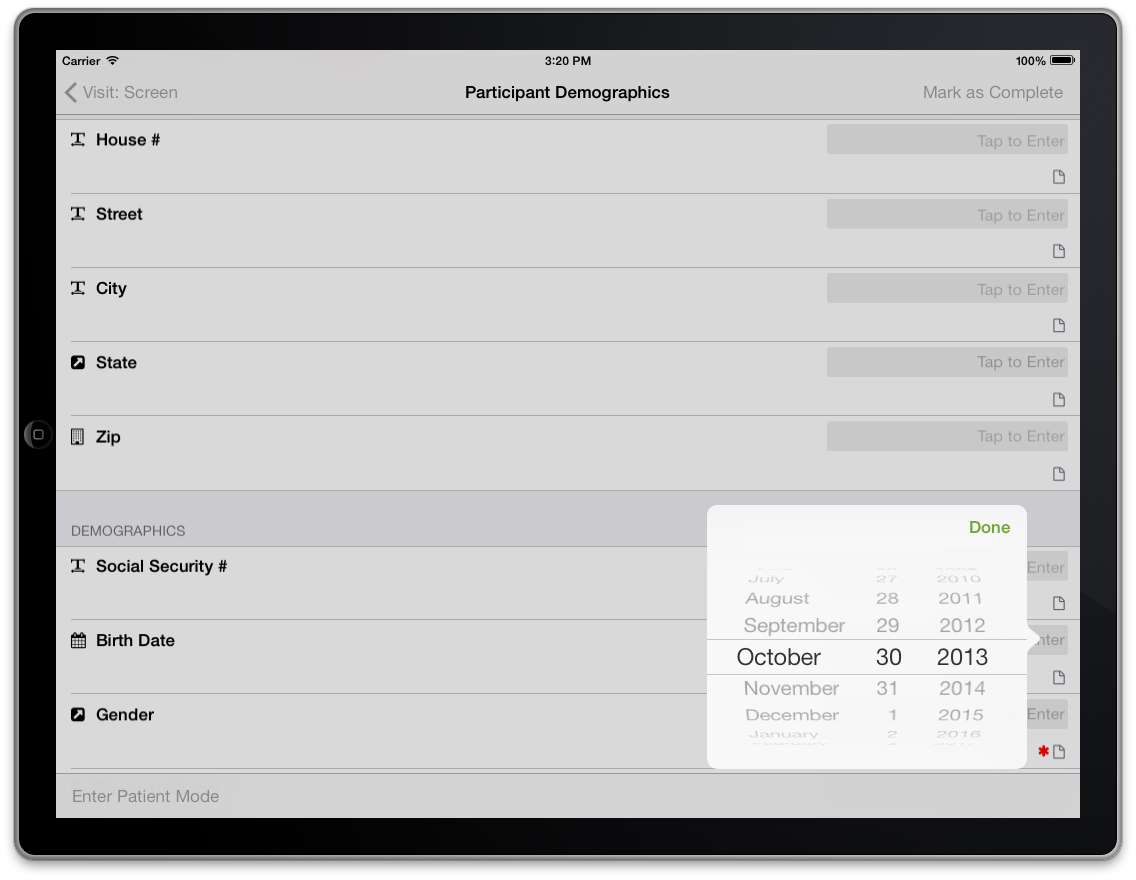 Carrier 3:20 PM 100%
Visit: Screen Participant Demographics Mark as Complete
House # Tap to Enter
Street Tap to Enter
City Tap to Enter
State Tap to Enter
Zip Tap to Enter
DEMOGRAPHICS
Done
Social Security # Enter
July 27 2010
August 28 2011
September 29 2012
Birth Date
October 30 2013
November 31 2014
Gender Enter
December 1 2015
January 2 2016
Enter Patient Mode